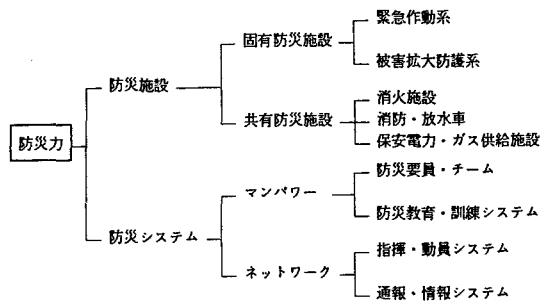 緊急作動系
固有防災施設
被害拡大防護系
防災施設
消火施設
共有防災施設
消防・放水車
保安電力・ガス供給施設
防災力
防災要員・チーム
マンパワー
防災教育・訓練システム
防災システム
指揮・動員システム
ネットワーク
通報・情報システム